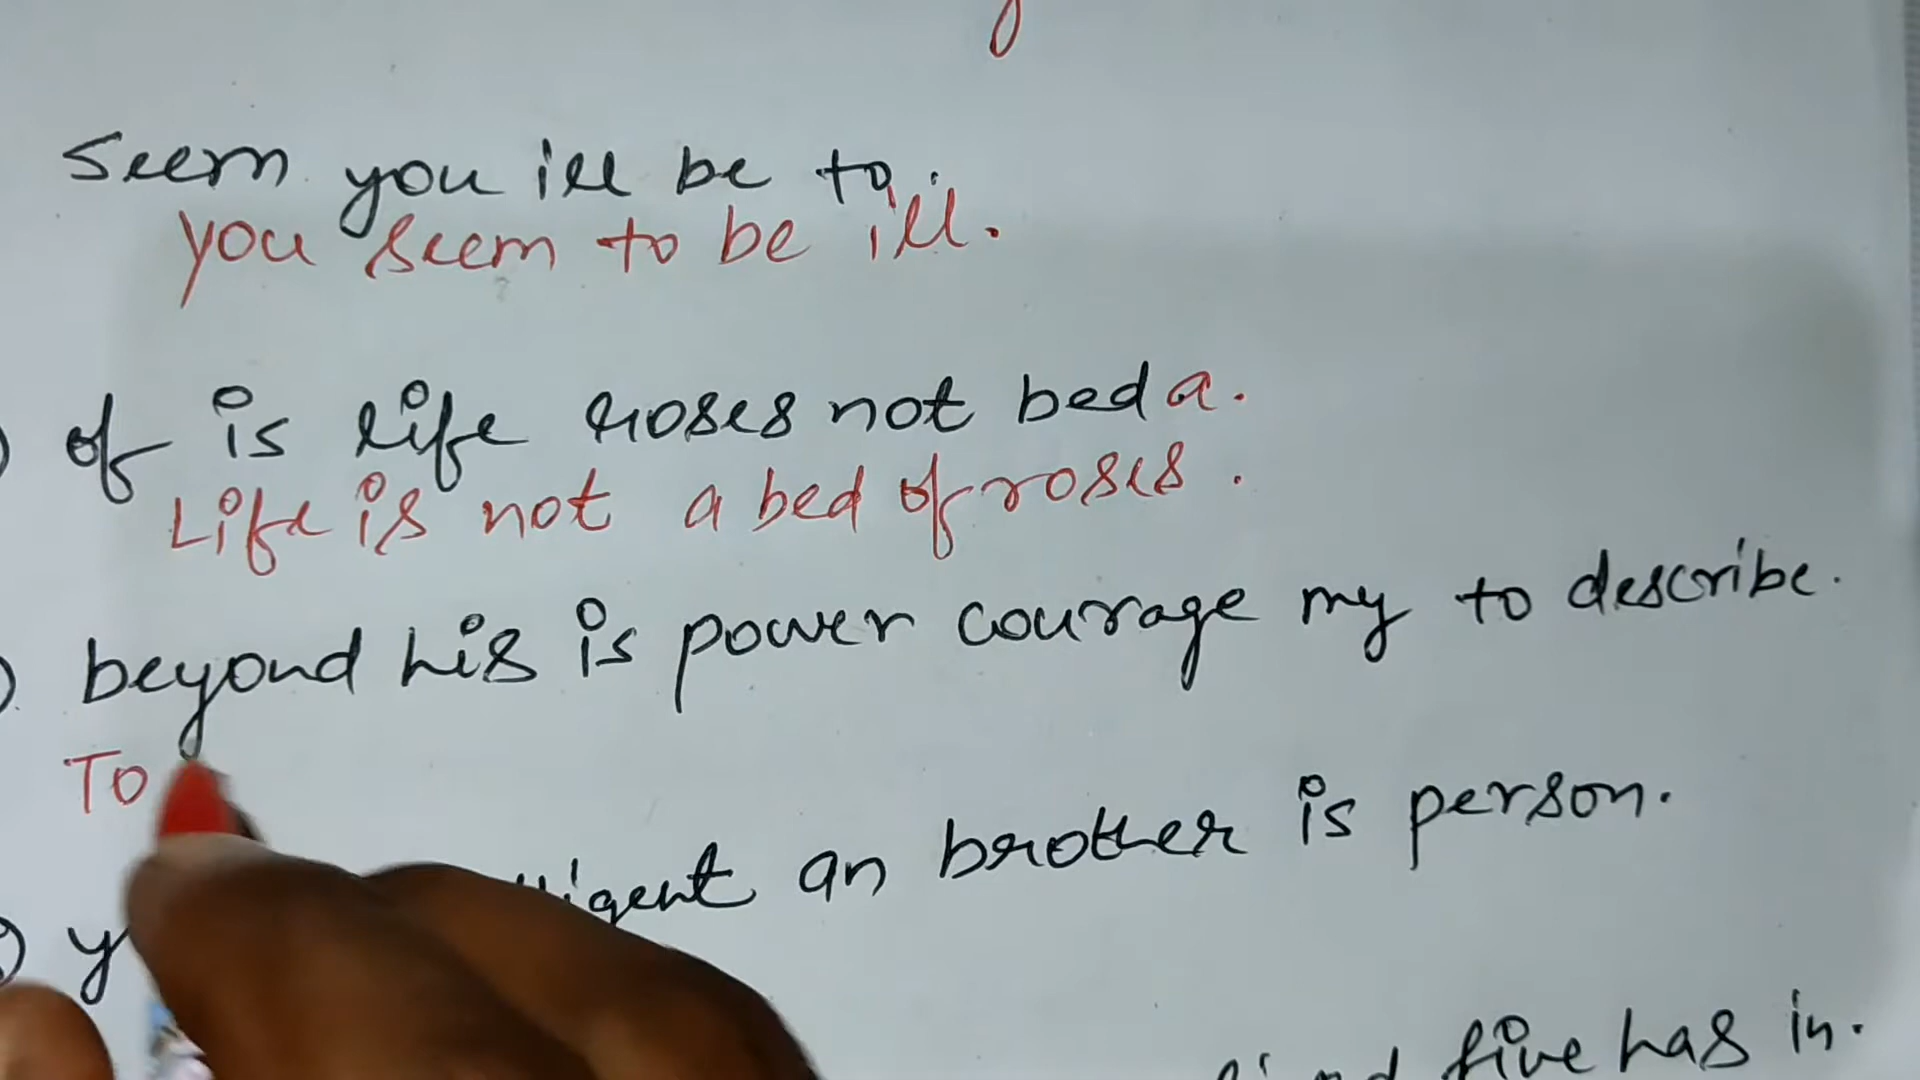 Seem you ill be to.
you seem to be ill.
of is life roses not bed a.
Life is not a bed of roses.
beyond his is power courage my to describe.
To
an brother is person.
five has in.